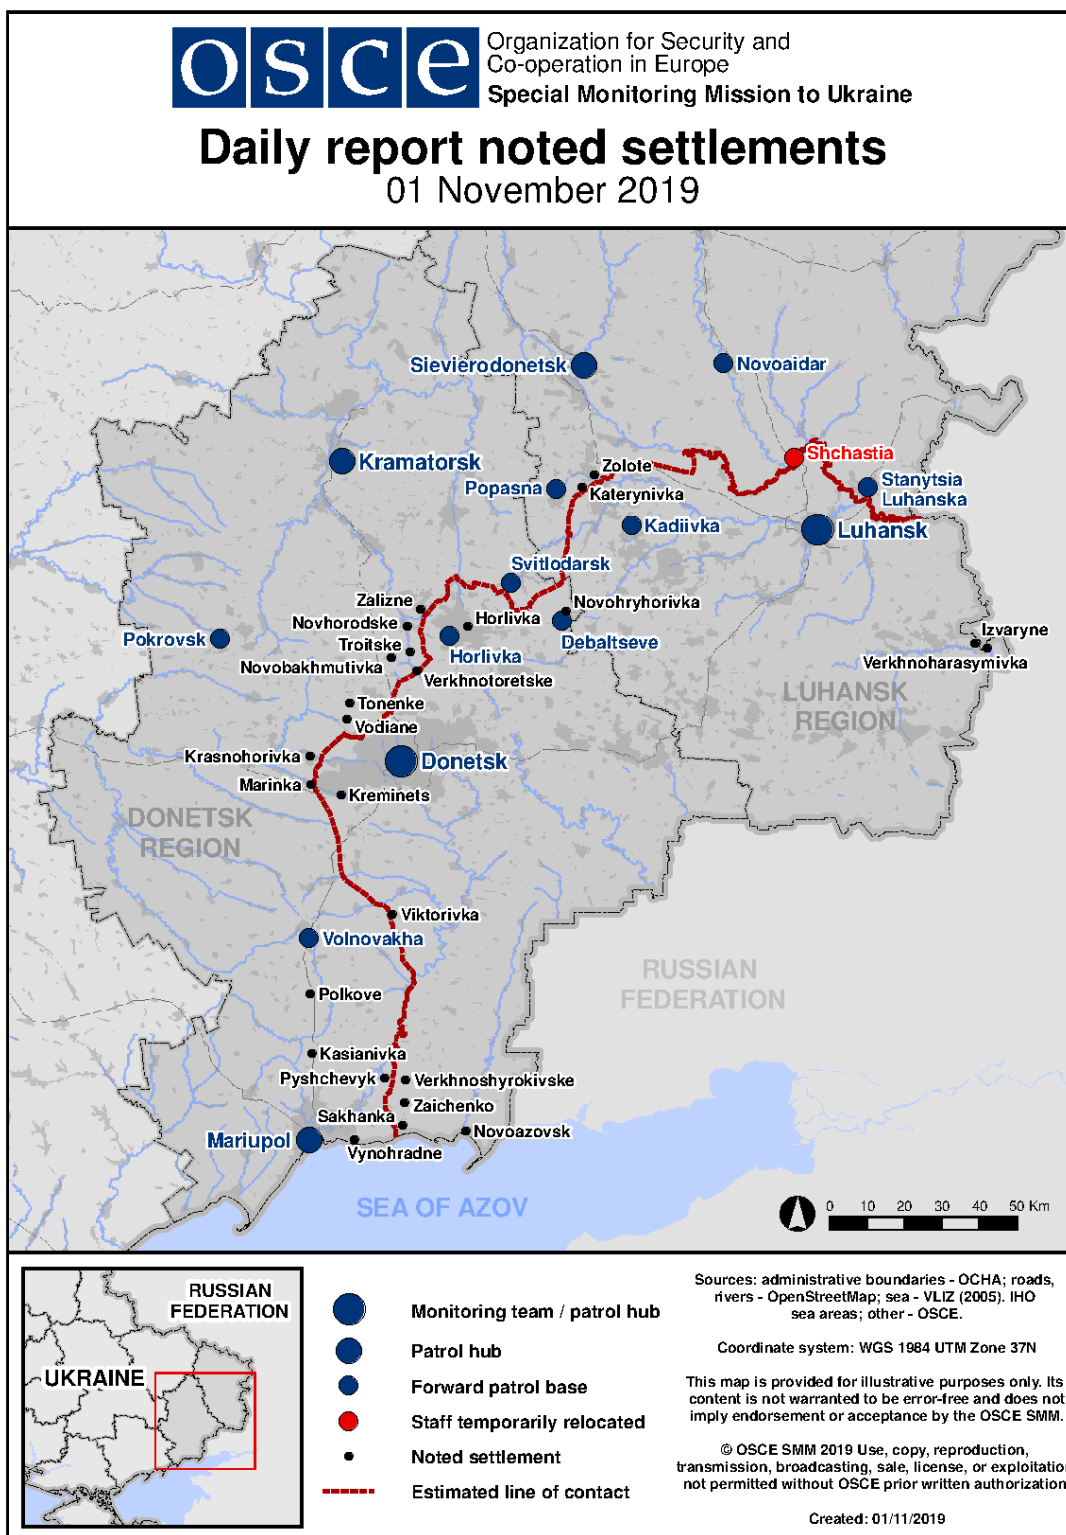 osce
Organization for Security and
Co-operation in Europe
Special Monitoring Mission to Ukraine
Daily report noted settlements
01 November 2019
Sievierodonetsk
Novoaidar
Kramatorsk
Shchastia
Zolote
Popasna
Katerynivka
Stanytsia
Luhanska
Kadiivka
Luhansk
Svitlodarsk
Zalizne
Novohryhorivka
Novhorodske
Horlivka
Pokrovsk
Troitske
Horlivka
Debaltseve
Izvaryne
Novobakhmutivka
Verkhnoharasymivka
Verkhnotoretske
LUHANSK
REGION
Tonenke
Vodiane
Krasnohorivka
Donetsk
Marinka
Kreminets
DONETSK
REGION
Viktorivka
Volnovakha
RUSSIAN
FEDERATION
Polkove
Kasianivka
Pyshchevyk
Verkhnoshyrokivske
Zaichenko
Sakhanka
Novoazovsk
Mariupol
Vynohradne
SEA OF AZOV
0 10 20 30 40 50 Km
RUSSIAN
FEDERATION
UKRAINE
Monitoring team / patrol hub
Patrol hub
Forward patrol base
Staff temporarily relocated
Noted settlement
Estimated line of contact
Sources: administrative boundaries - OCHA; roads,
rivers - OpenStreetMap; sea - VLIZ (2005). IHO
sea areas; other - OSCE.
Coordinate system: WGS 1984 UTM Zone 37N
This map is provided for illustrative purposes only. Its
content is not warranted to be error-free and does not
imply endorsement or acceptance by the OSCE SMM.
© OSCE SMM 2019 Use, copy, reproduction,
transmission, broadcasting, sale, license, or exploitation
not permitted without OSCE prior written authorization
Created: 01/11/2019